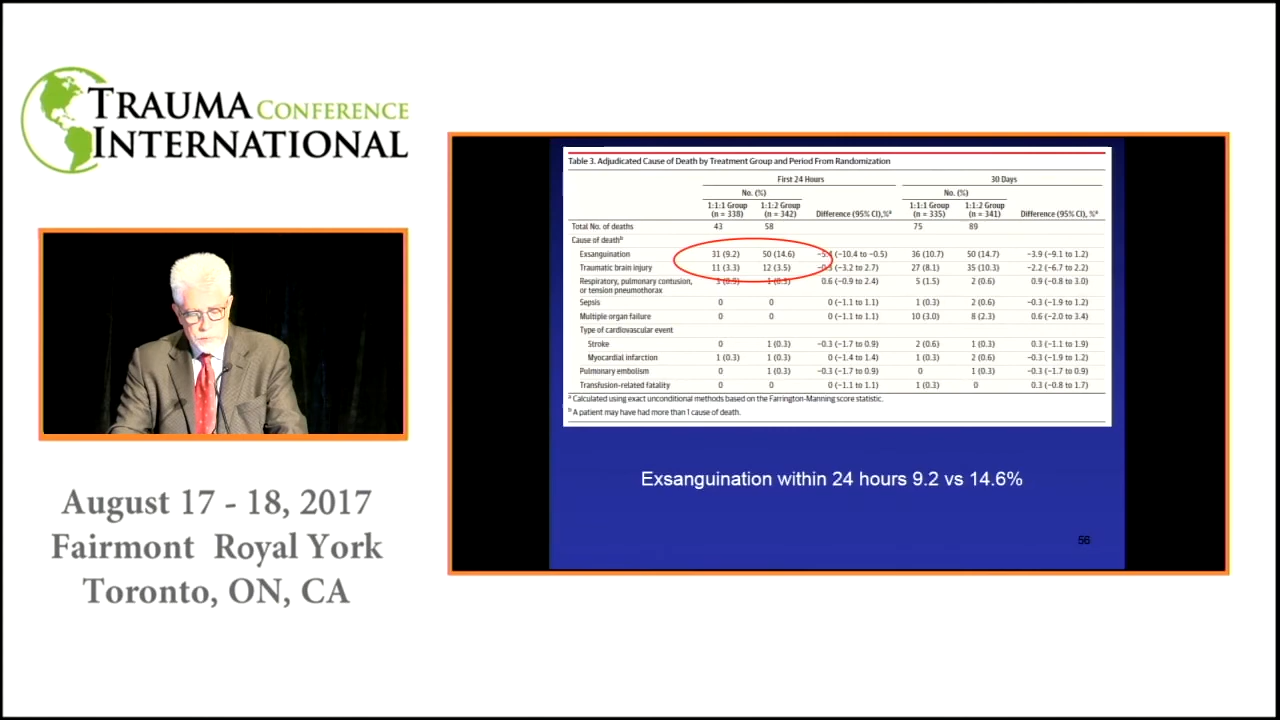 TRAUMA CONFERENCE
INTERNATIONAL
August 17 - 18, 2017
Fairmont Royal York
Toronto, ON, CA
Table 3. Adjudicated Cause of Death by Treatment Group and Period From Randomization
First 24 Hours 30 Days
No. (%) No. (%)
1:1:1 Group 1:1:2 Group 1:1:1 Group 1:1:2 Group
(n = 338) (n = 342) Difference (95% CI),%ᵃ (n = 335) (n = 341) Difference (95% CI), %ᵃ
Total No. of deaths 43 58 75 89
Cause of deathᵇ
Exsanguination 31 (9.2) 50 (14.6) (−10.4 to −0.5) 36 (10.7) 50 (14.7) −3.9 (−9.1 to 1.2)
Traumatic brain injury 11 (3.3) 12 (3.5) (−3.2 to 2.7) 27 (8.1) 35 (10.3) −2.2 (−6.7 to 2.2)
Respiratory, pulmonary contusion, 3 (0.9) 1 (0.3) 0.6 (−0.9 to 2.4) 5 (1.5) 2 (0.6) 0.9 (−0.8 to 3.0)
or tension pneumothorax
Sepsis 0 0 0 (−1.1 to 1.1) 1 (0.3) 2 (0.6) −0.3 (−1.9 to 1.2)
Multiple organ failure 0 0 0 (−1.1 to 1.1) 10 (3.0) 8 (2.3) 0.6 (−2.0 to 3.4)
Type of cardiovascular event
Stroke 0 1 (0.3) −0.3 (−1.7 to 0.9) 2 (0.6) 1 (0.3) 0.3 (−1.1 to 1.9)
Myocardial infarction 1 (0.3) 1 (0.3) 0 (−1.4 to 1.4) 1 (0.3) 2 (0.6) −0.3 (−1.9 to 1.2)
Pulmonary embolism 0 1 (0.3) −0.3 (−1.7 to 0.9) 0 1 (0.3) −0.3 (−1.7 to 0.9)
Transfusion-related fatality 0 0 0 (−1.1 to 1.1) 1 (0.3) 0 0.3 (−0.8 to 1.7)
ᵃ Calculated using exact unconditional methods based on the Farrington-Manning score statistic.
ᵇ A patient may have had more than 1 cause of death.
Exsanguination within 24 hours 9.2 vs 14.6%
56